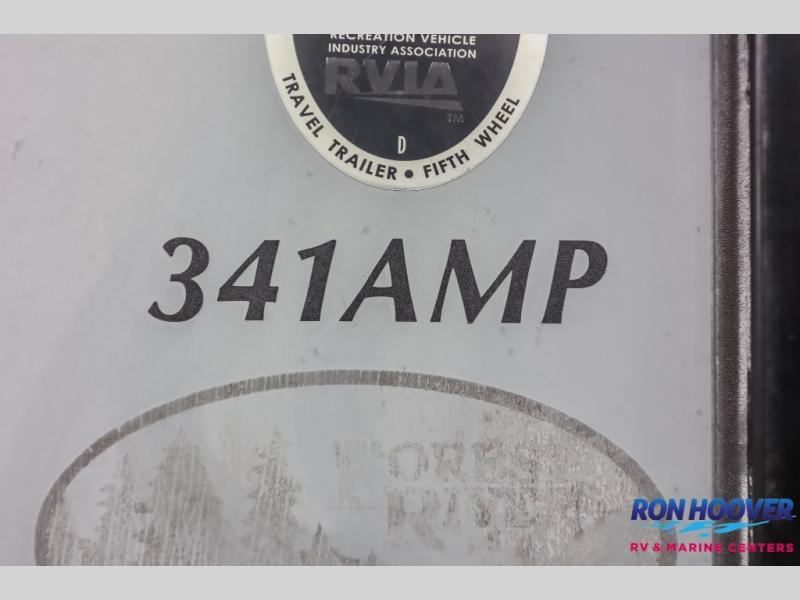 RECREATION VEHICLE
INDUSTRY ASSOCIATION
RVIA
TM
D
TRAVEL TRAILER • FIFTH WHEEL
341AMP
RON HOOVER
RV & MARINE CENTERS